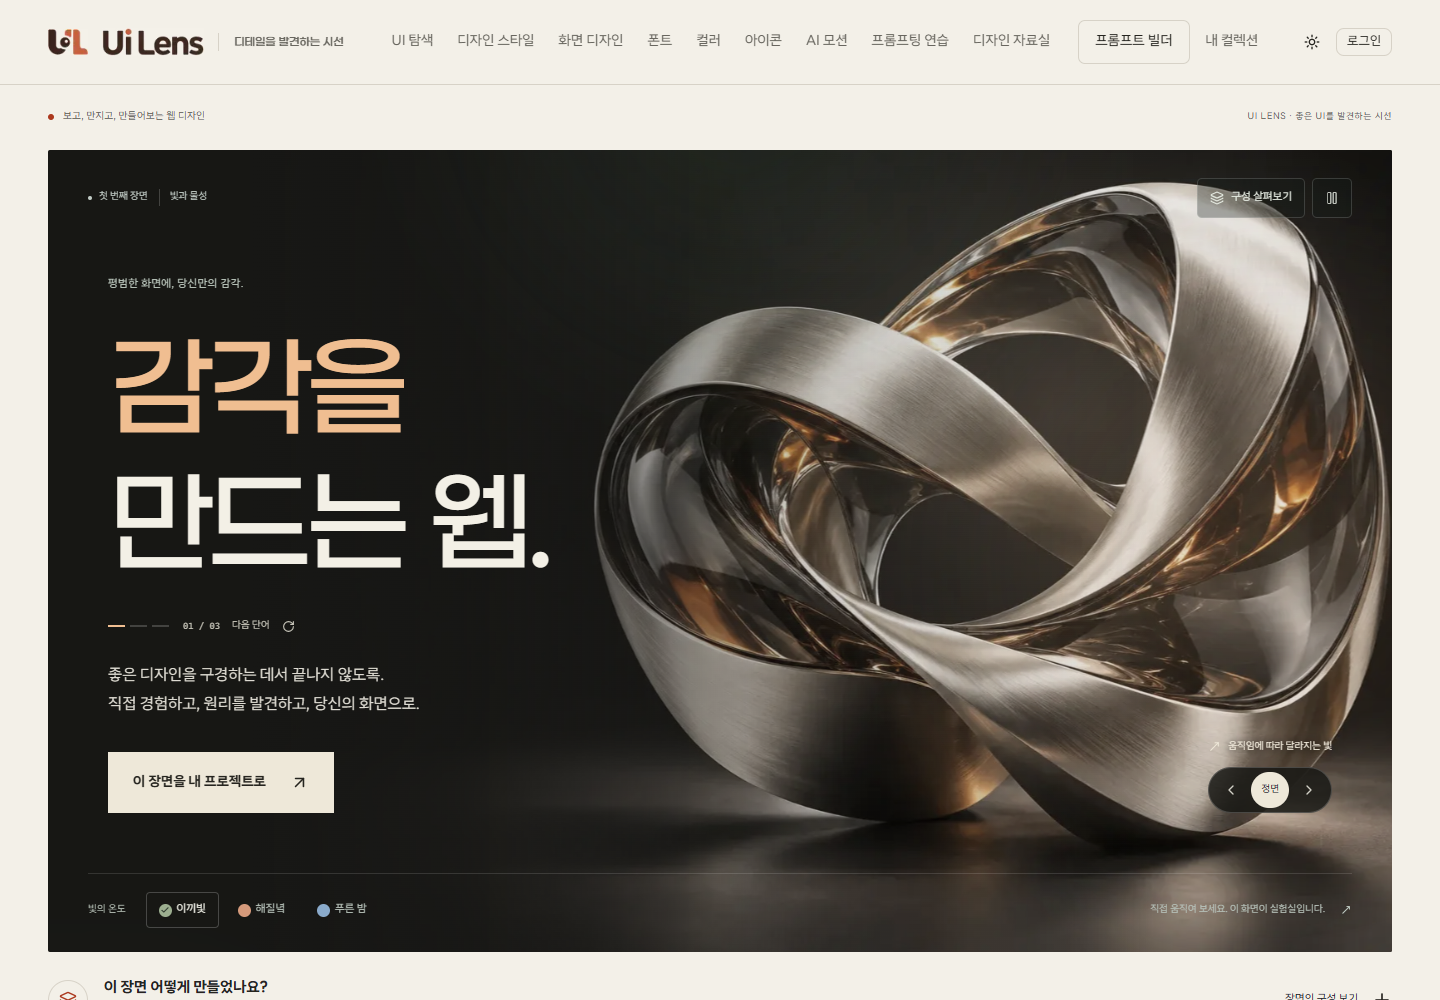 UL Ui Lens
디테일을 발견하는 시선
UI 탐색
디자인 스타일
화면 디자인
폰트
컬러
아이콘
AI 모션
프롬프팅 연습
디자인 자료실
프롬프트 빌더
내 컬렉션
로그인
보고, 만지고, 만들어보는 웹 디자인
UI LENS · 좋은 UI를 발견하는 시선
첫 번째 장면
빛과 물성
구성 살펴보기
평범한 화면에, 당신만의 감각.
감각을
만드는 웹.
01 / 03 다음 단어
좋은 디자인을 구경하는 데서 끝나지 않도록.
직접 경험하고, 원리를 발견하고, 당신의 화면으로.
움직임에 따라 달라지는 빛
이 장면을 내 프로젝트로
정면
빛의 온도
이끼빛
해질녘
푸른 밤
직접 움직여 보세요. 이 화면이 실험실입니다.
이 장면 어떻게 만들었나요?
장면의 구성 보기